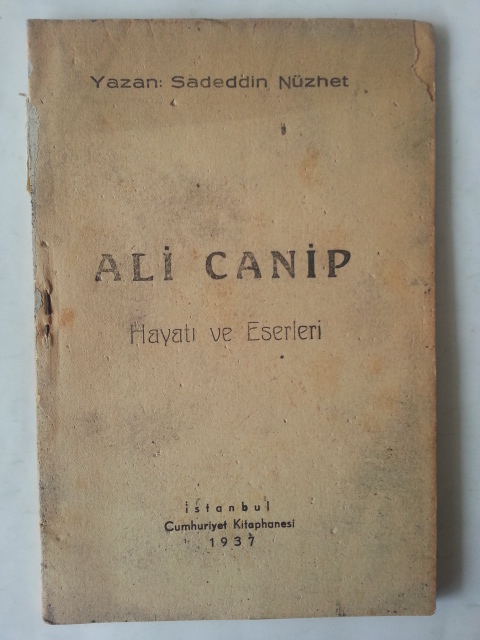 Yazan: Sadeddin Nüzhet
ALİ CANİP
Hayatı ve Eserleri
İstanbul
Cumhuriyet Kitaphanesi
1937